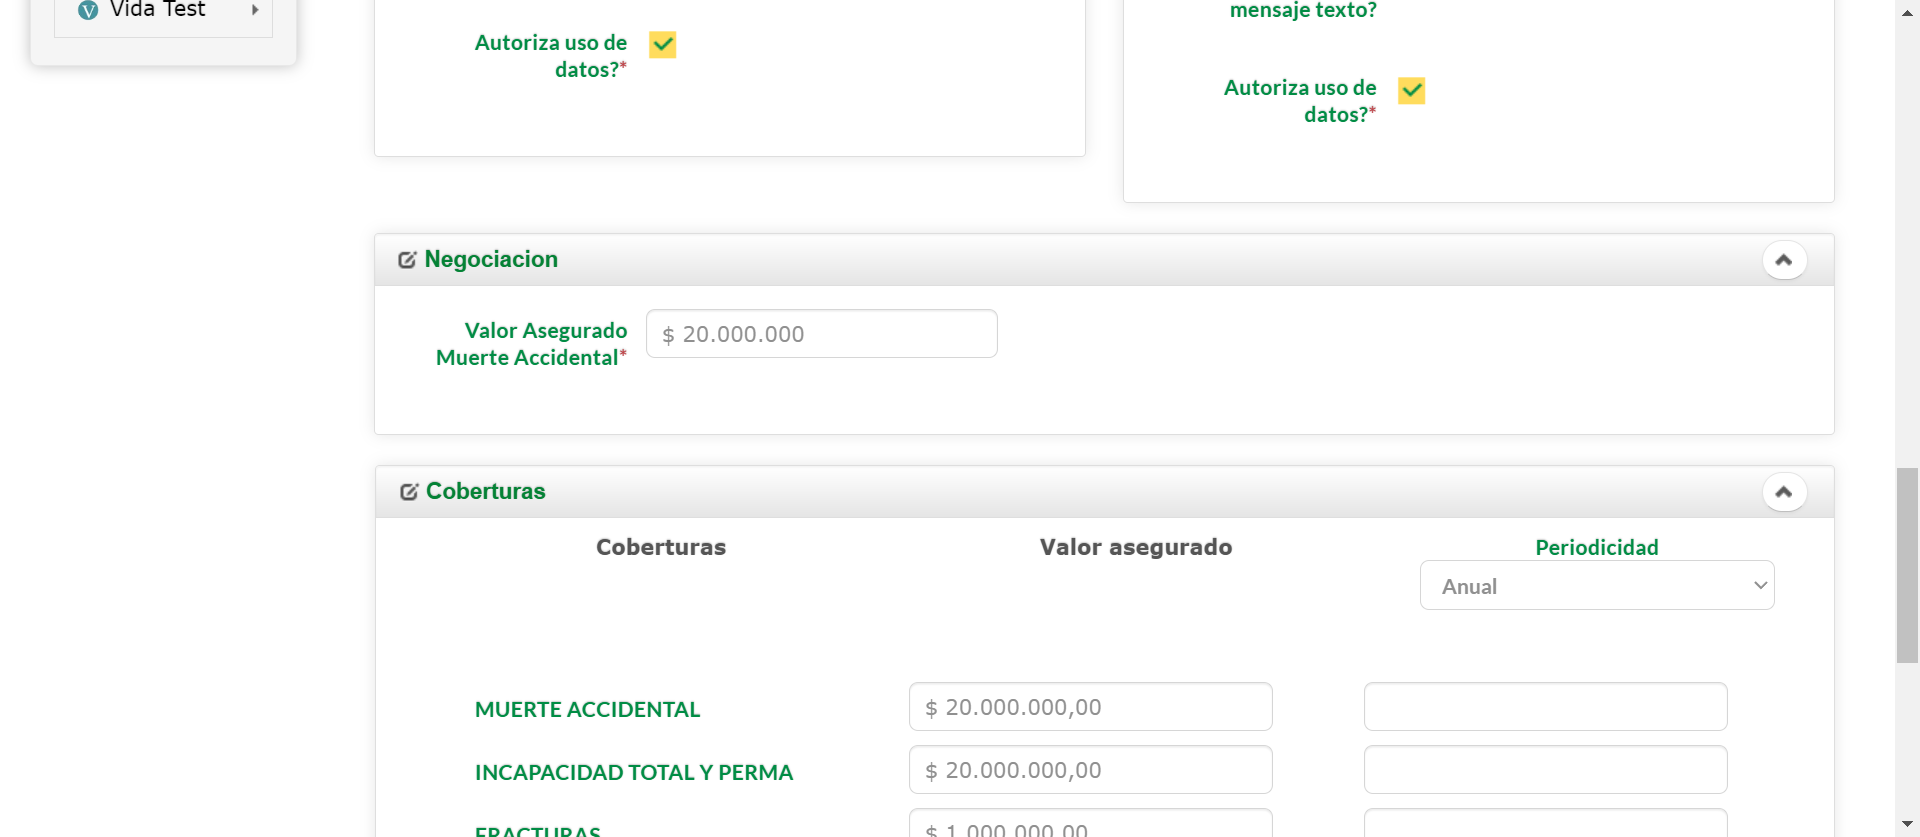 Vida Test
mensaje texto?
Autoriza uso de
datos?*
Autoriza uso de
datos?*
Negociacion
Valor Asegurado
Muerte Accidental*
$ 20.000.000
Coberturas
Coberturas
Valor asegurado
Periodicidad
Anual
MUERTE ACCIDENTAL
$ 20.000.000,00
INCAPACIDAD TOTAL Y PERMA
$ 20.000.000,00
FRACTURAS
$ 1.000.000,00